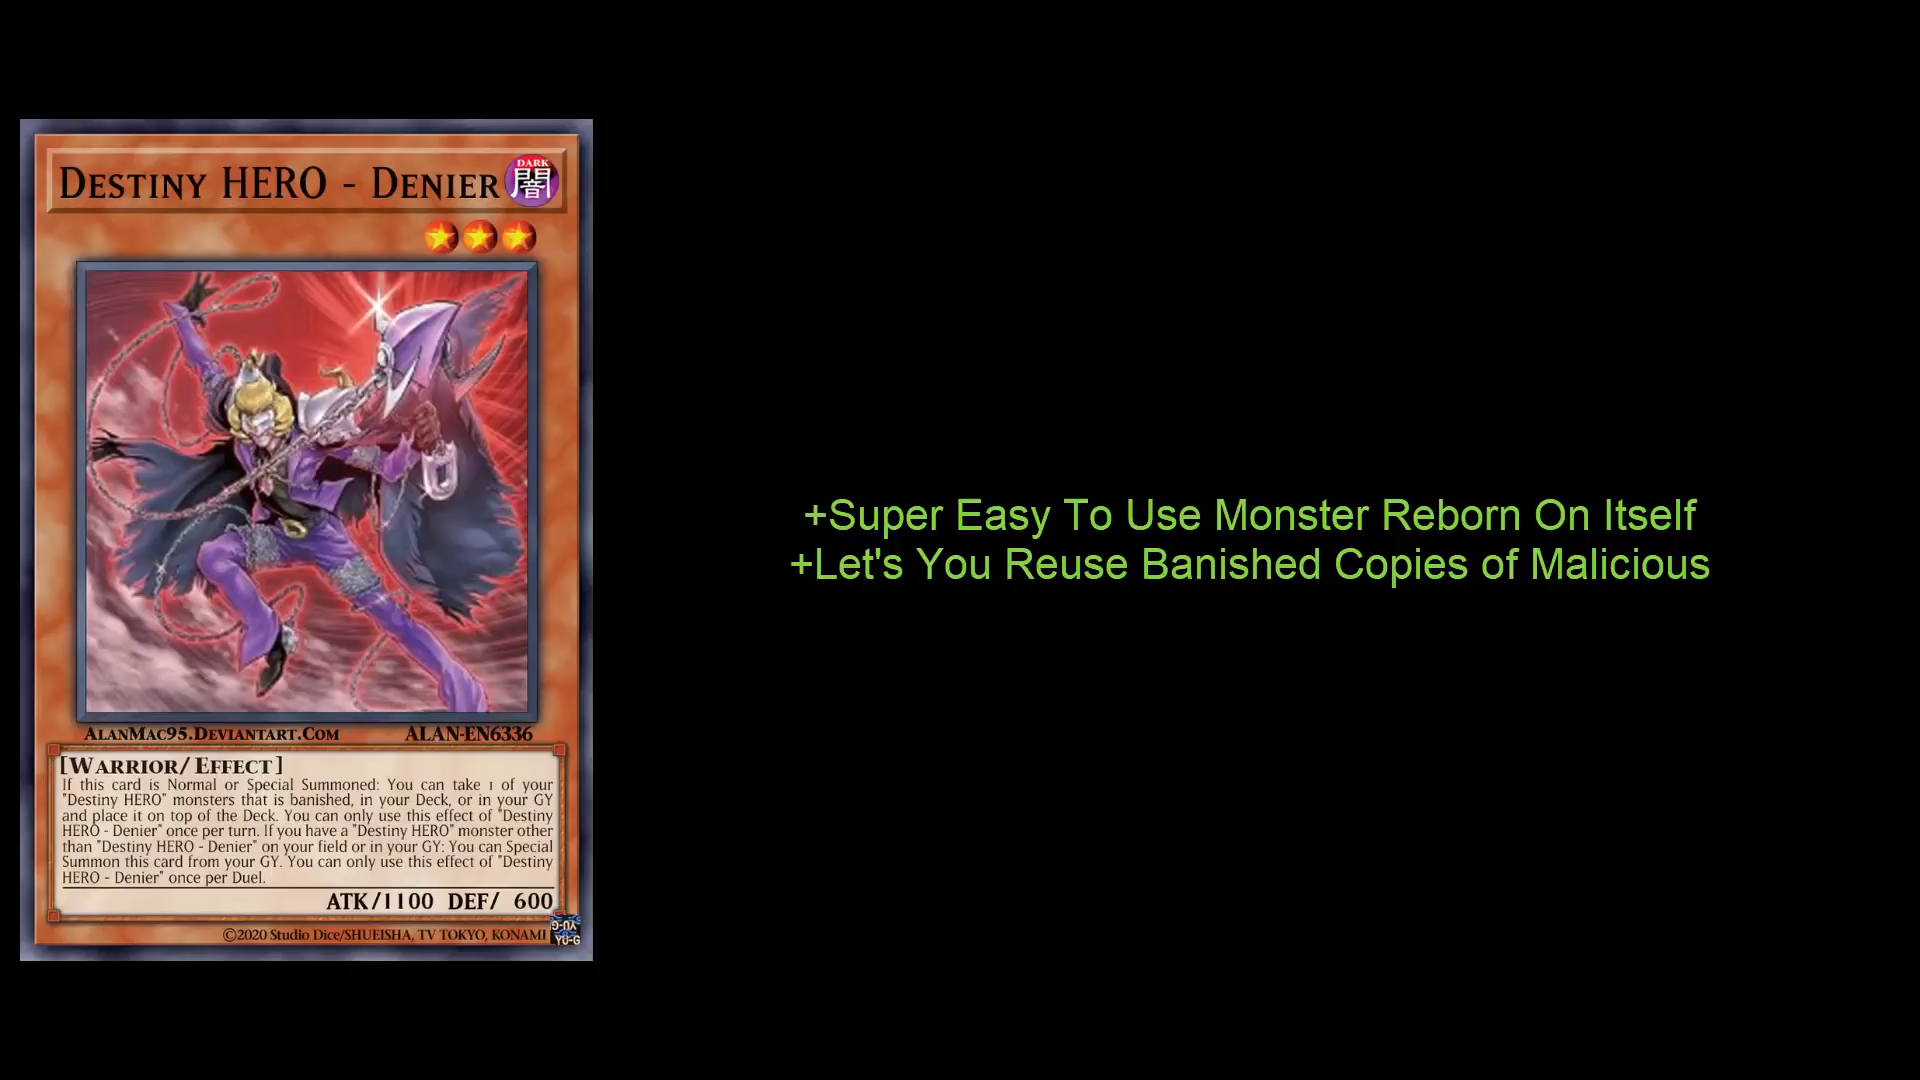 DESTINY HERO - DENIER
DARK
闇
ALANMAC95.DEVIANTART.COM ALAN-EN6336
[WARRIOR/EFFECT]
If this card is Normal or Special Summoned: You can take 1 of your
"Destiny HERO" monsters that is banished, in your Deck, or in your GY
and place it on top of the Deck. You can only use this effect of "Destiny
HERO - Denier" once per turn. If you have a "Destiny HERO" monster other
than "Destiny HERO - Denier" on your field or in your GY: You can Special
Summon this card from your GY. You can only use this effect of "Destiny
HERO - Denier" once per Duel.
ATK/1100 DEF/ 600
©2020 Studio Dice/SHUEISHA, TV TOKYO, KONAMI
+Super Easy To Use Monster Reborn On Itself
+Let's You Reuse Banished Copies of Malicious